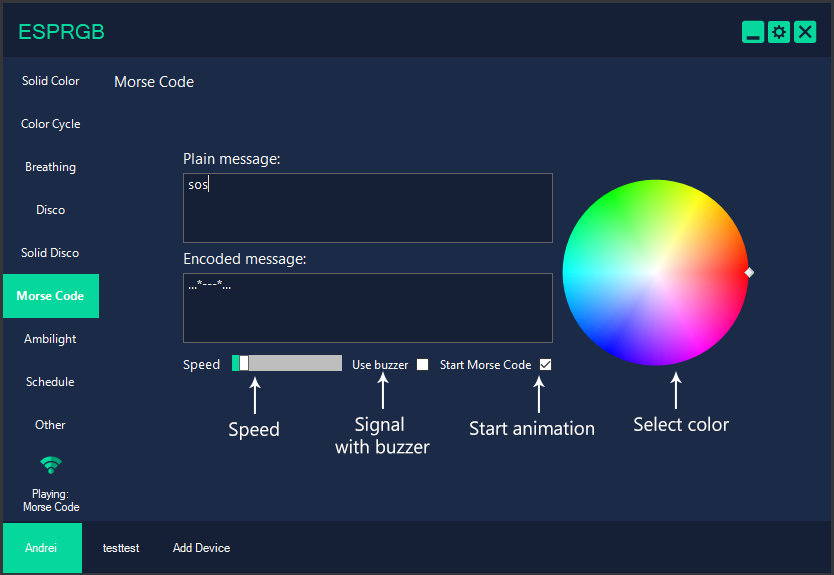 ESPRGB
Solid Color
Color Cycle
Breathing
Disco
Solid Disco
Morse Code
Ambilight
Schedule
Other
Playing:
Morse Code
Morse Code
Plain message:
sos
Encoded message:
...*---*...
Speed
Use buzzer
Start Morse Code
Speed
Signal
with buzzer
Start animation
Select color
Andrei
testtest
Add Device